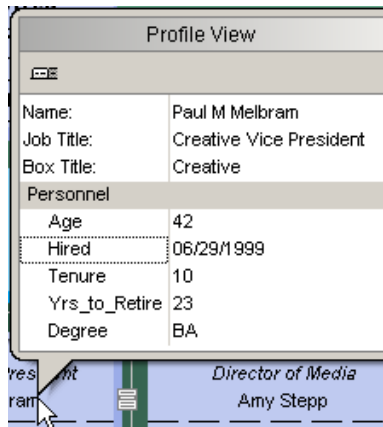 Profile View
Name: Paul M Melbram
Job Title: Creative Vice President
Box Title: Creative
Personnel
Age 42
Hired 06/29/1999
Tenure 10
Yrs_to_Retire 23
Degree BA
Director of Media
Amy Stepp